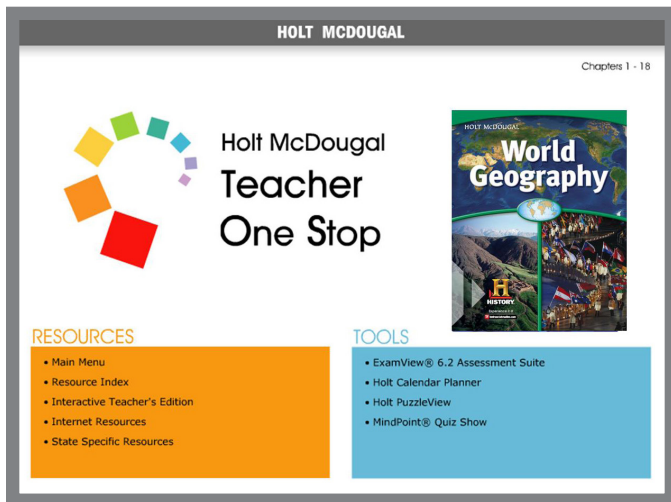 HOLT MCDOUGAL
Chapters 1 - 18
Holt McDougal
Teacher
One Stop
HOLT MCDOUGAL
World
Geography
H
HISTORY
RESOURCES
• Main Menu
• Resource Index
• Interactive Teacher's Edition
• Internet Resources
• State Specific Resources
TOOLS
• ExamView® 6.2 Assessment Suite
• Holt Calendar Planner
• Holt PuzzleView
• MindPoint® Quiz Show